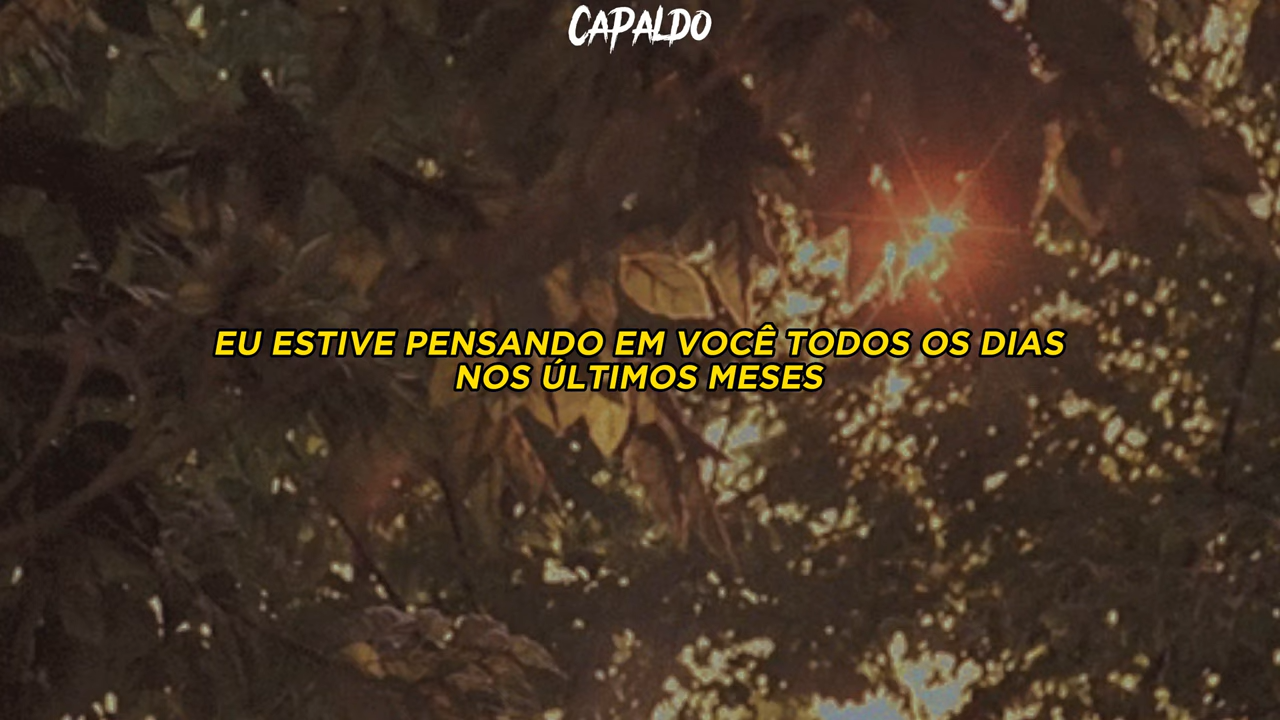 CAPALDO
EU ESTIVE PENSANDO EM VOCÊ TODOS OS DIAS
NOS ÚLTIMOS MESES